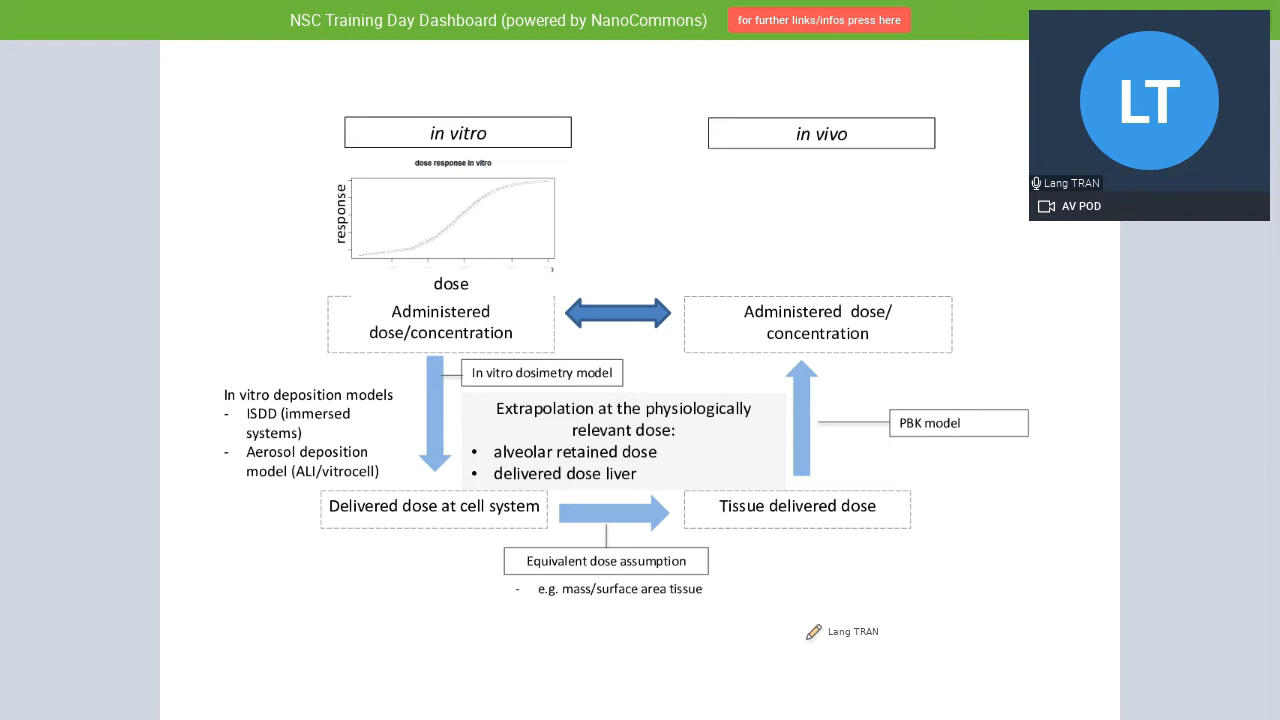 NSC Training Day Dashboard (powered by NanoCommons)
for further links/infos press here
LT
Lang TRAN
AV POD
in vitro
in vivo
dose response in vitro
response
dose
Administered
dose/concentration
Administered dose/
concentration
In vitro dosimetry model
In vitro deposition models
- ISDD (immersed
systems)
- Aerosol deposition
model (ALI/vitrocell)
Extrapolation at the physiologically
relevant dose:
• alveolar retained dose
• delivered dose liver
PBK model
Delivered dose at cell system
Tissue delivered dose
Equivalent dose assumption
- e.g. mass/surface area tissue
Lang TRAN